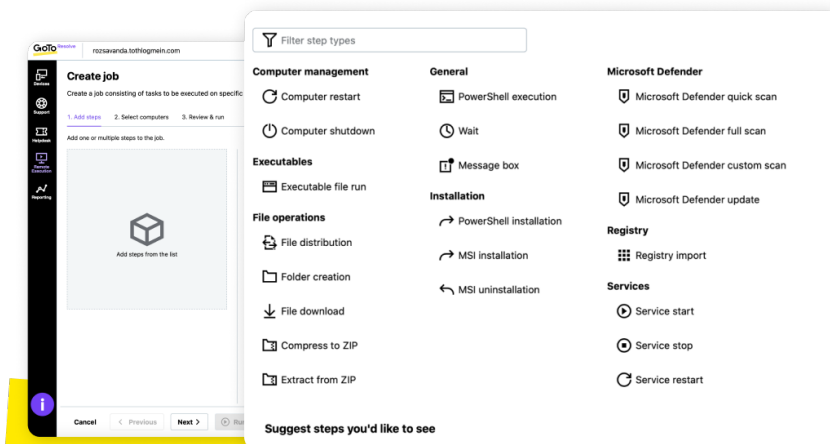 GoTo Resolve
rozsavanda.tothlogmein.com
Devices
Support
Helpdesk
Remote
Execution
Reporting
Create job
Create a job consisting of tasks to be executed on specific
1. Add steps 2. Select computers 3. Review & run
Add one or multiple steps to the job.
Add steps from the list
i
Cancel < Previous Next >
Filter step types
Computer management
Computer restart
Computer shutdown
Executables
Executable file run
File operations
File distribution
Folder creation
File download
Compress to ZIP
Extract from ZIP
General
PowerShell execution
Wait
Message box
Installation
PowerShell installation
MSI installation
MSI uninstallation
Microsoft Defender
Microsoft Defender quick scan
Microsoft Defender full scan
Microsoft Defender custom scan
Microsoft Defender update
Registry
Registry import
Services
Service start
Service stop
Service restart
Suggest steps you'd like to see